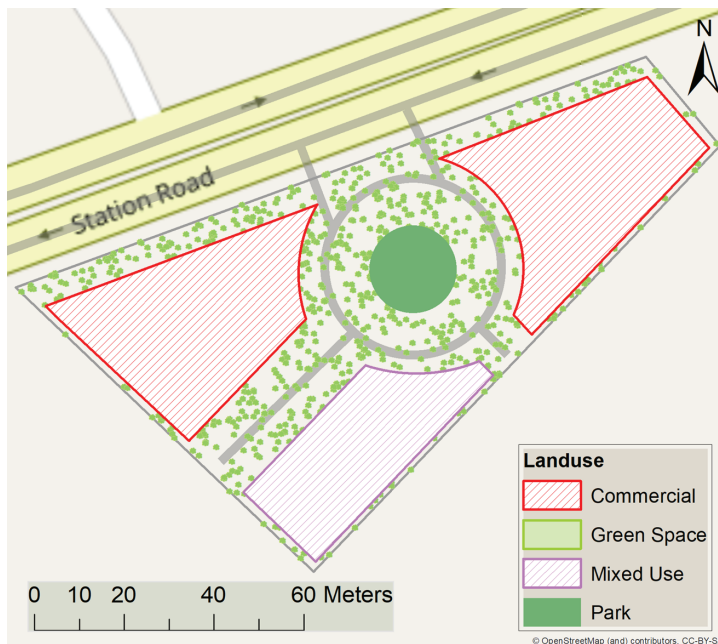 N
Station Road
Landuse
Commercial
Green Space
Mixed Use
Park
0 10 20 40 60 Meters
© OpenStreetMap (and) contributors, CC-BY-S